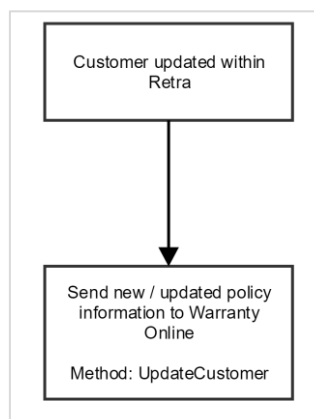 Customer updated within
Retra
Send new / updated policy
information to Warranty
Online
Method: UpdateCustomer